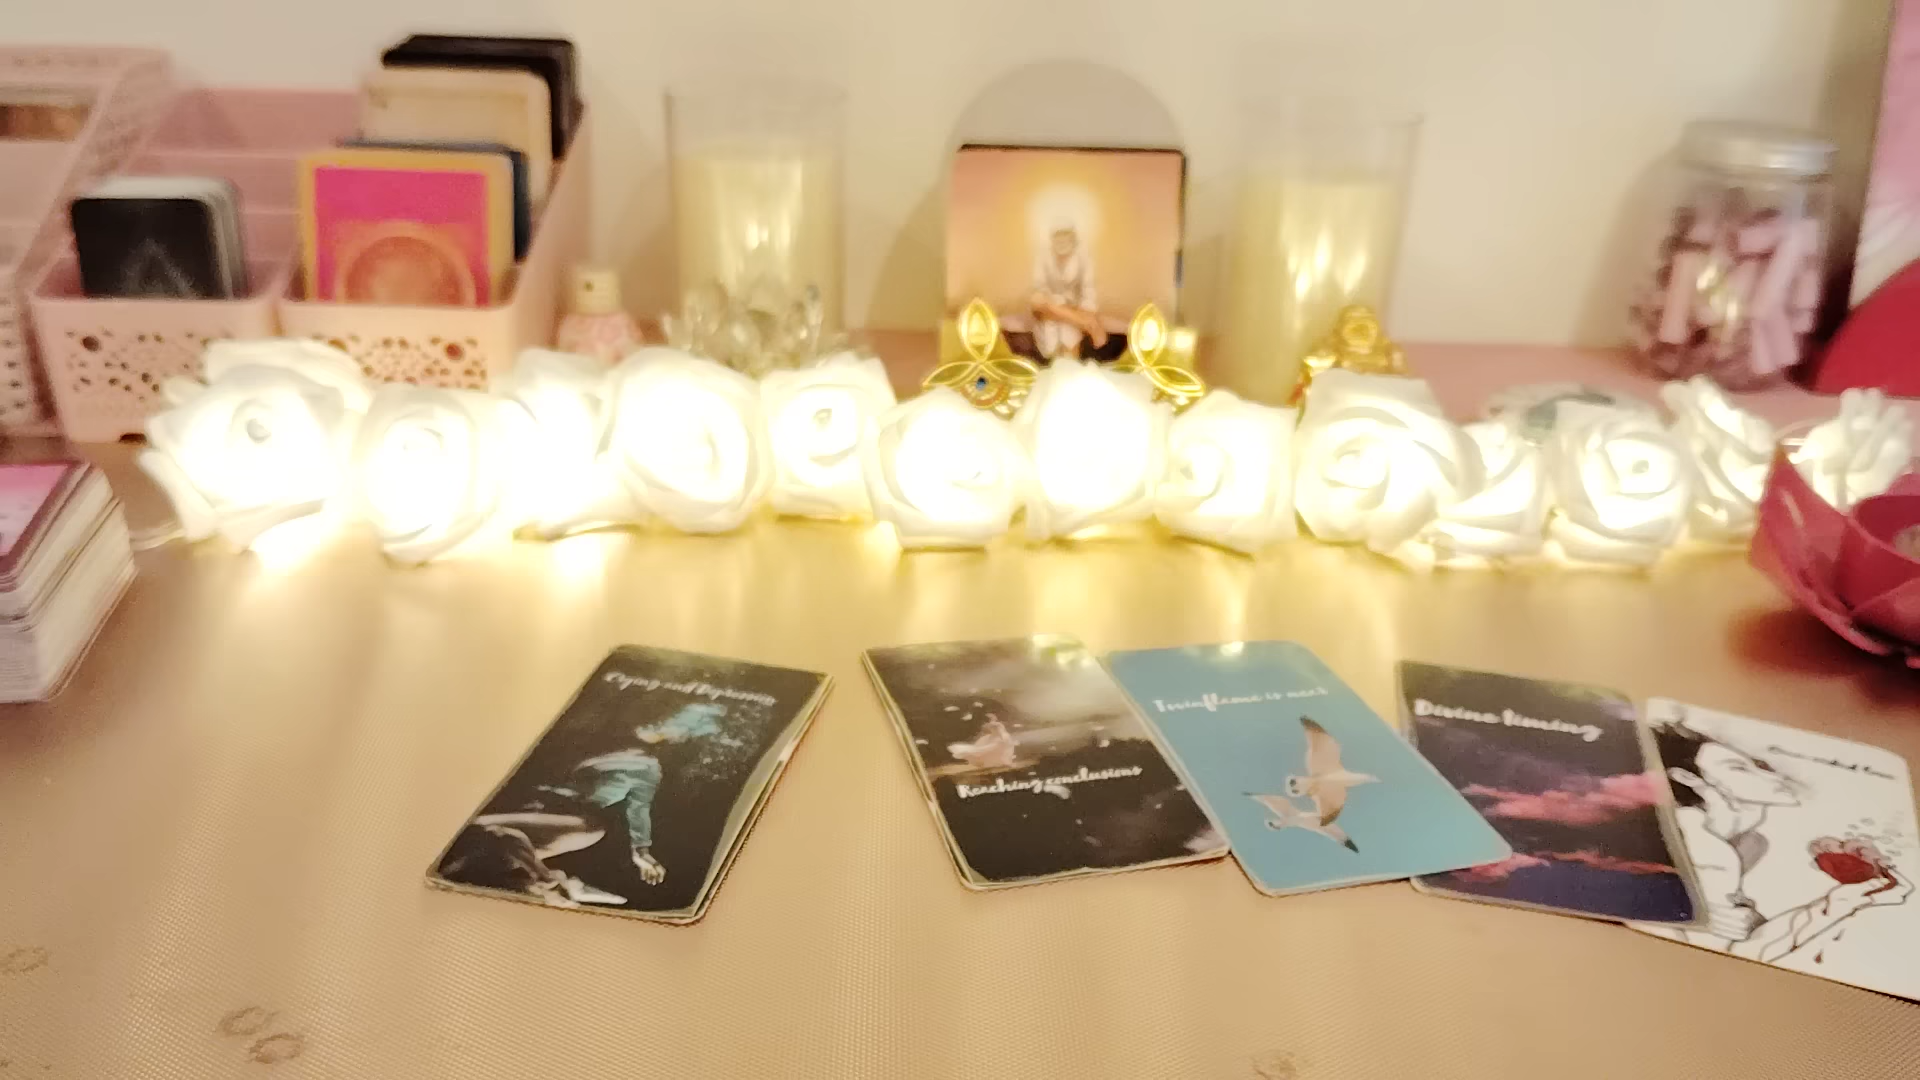 Crying and Depression
Reaching conclusions
Twinflame is near
Divine timing